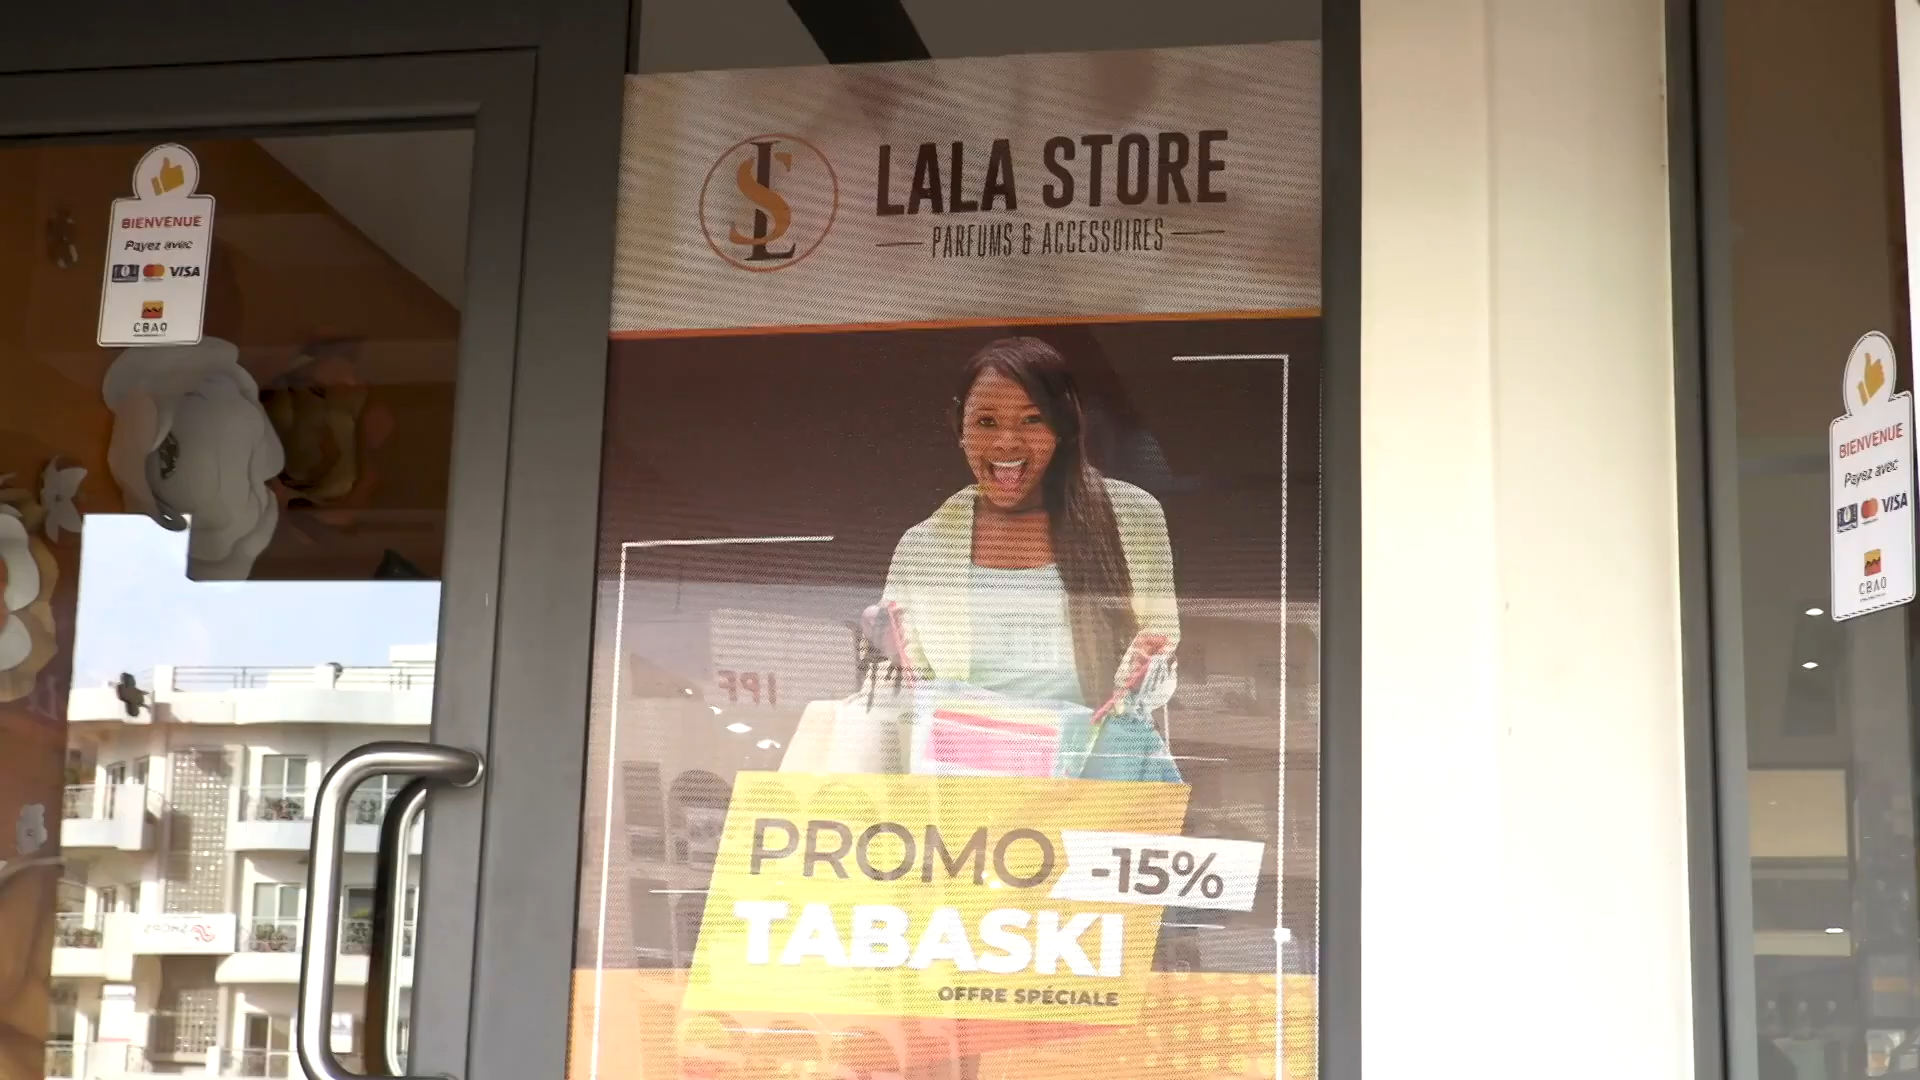 BIENVENUE
Payez avec
VISA
CBAO
LS
LALA STORE
PARFUMS & ACCESSOIRES
PROMO -15%
TABASKI
OFFRE SPÉCIALE
BIENVENUE
Payez avec
VISA
CBAO